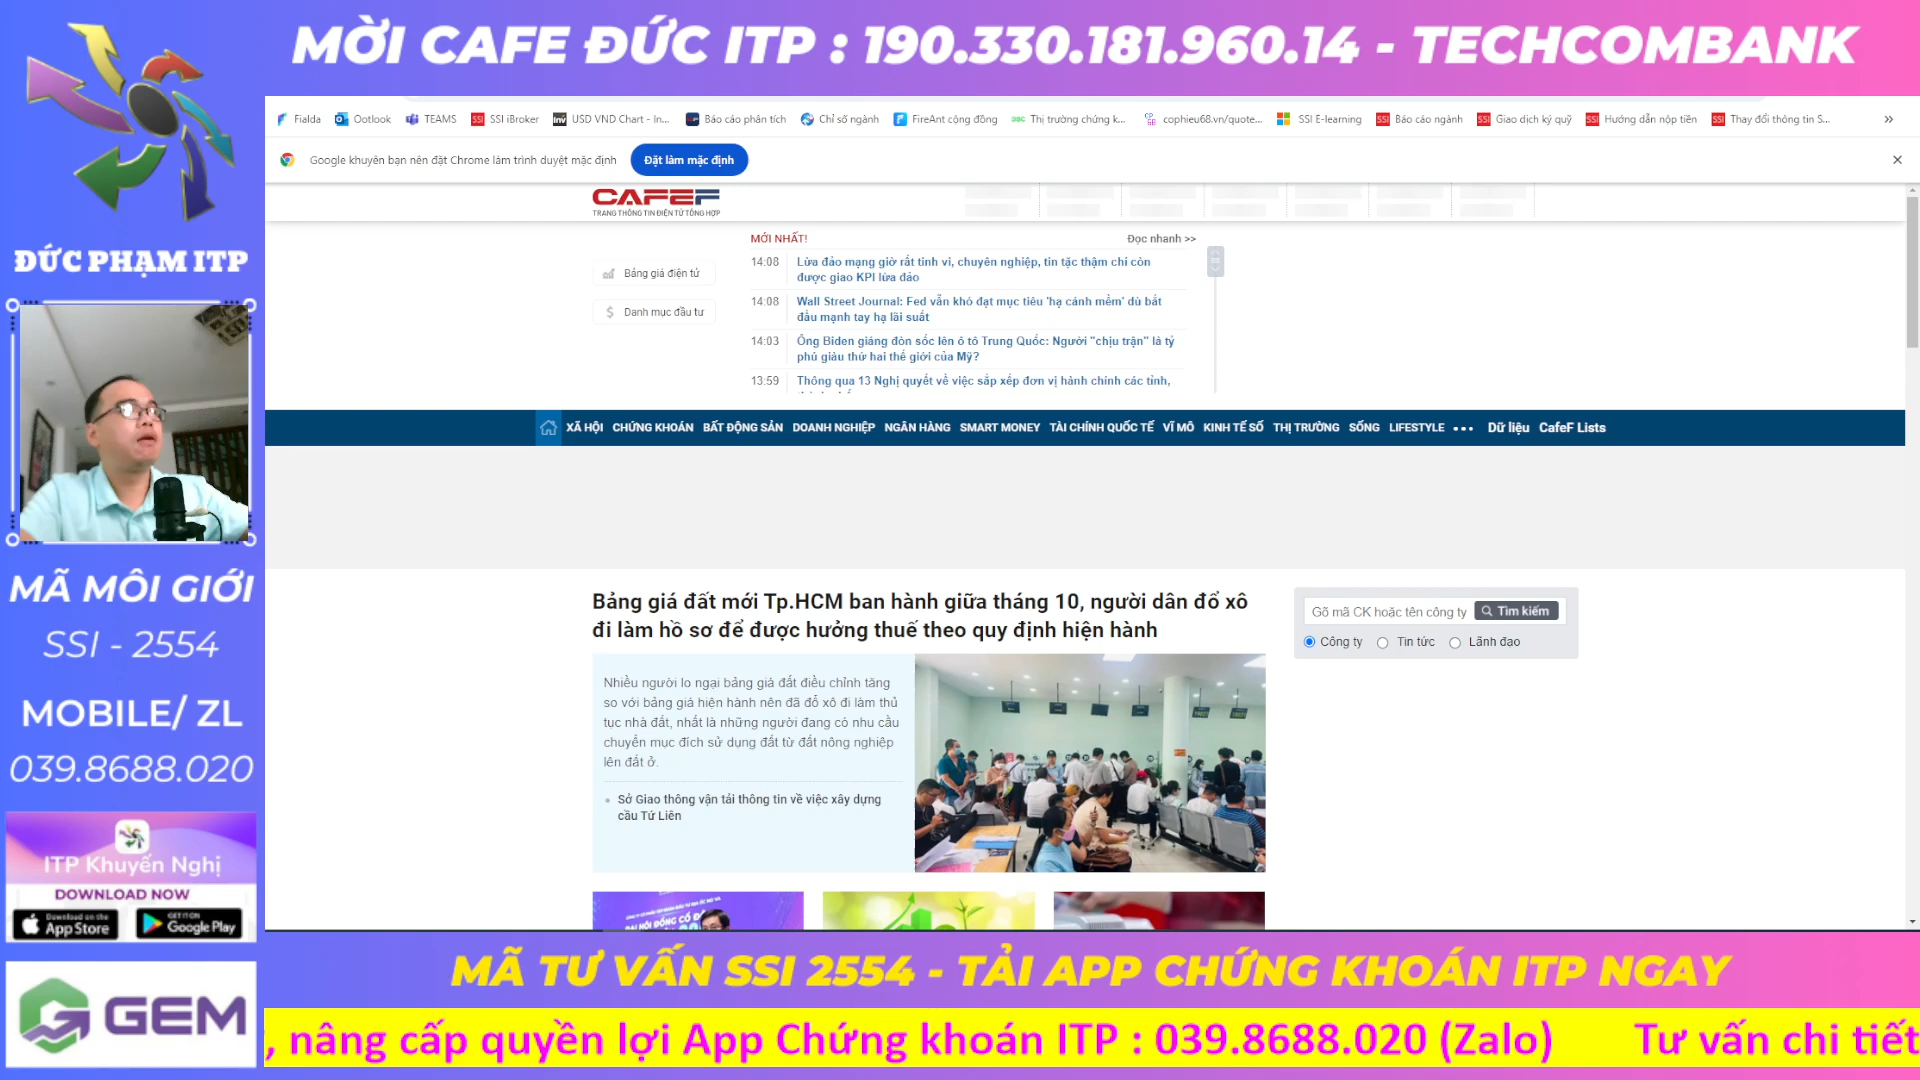 MỜI CAFE ĐỨC ITP : 190.330.181.960.14 - TECHCOMBANK
ĐỨC PHẠM ITP
MÃ MÔI GIỚI
SSI - 2554
MOBILE/ ZL
039.8688.020
ITP Khuyến Nghị
DOWNLOAD NOW
Download on the App Store
GET IT ON Google Play
GEM
Fialda Ootlook TEAMS SSI iBroker USD VND Chart - In... Báo cáo phân tích Chỉ số ngành FireAnt cộng đồng Thị trường chứng k... cophieu68.vn/quote... SSI E-learning Báo cáo ngành Giao dịch ký quỹ Hướng dẫn nộp tiền Thay đổi thông tin S... »
Google khuyên bạn nên đặt Chrome làm trình duyệt mặc định Đặt làm mặc định
CAFEF
TRANG THÔNG TIN ĐIỆN TỬ TỔNG HỢP
MỚI NHẤT! Đọc nhanh >>
Bảng giá điện tử
Danh mục đầu tư
14:08 Lừa đảo mạng giờ rất tinh vi, chuyên nghiệp, tin tặc thậm chí còn
được giao KPI lừa đảo
14:08 Wall Street Journal: Fed vẫn khó đạt mục tiêu 'hạ cánh mềm' dù bắt
đầu mạnh tay hạ lãi suất
14:03 Ông Biden giáng đòn sốc lên ô tô Trung Quốc: Người "chịu trận" là tỷ
phú giàu thứ hai thế giới của Mỹ?
13:59 Thông qua 13 Nghị quyết về việc sắp xếp đơn vị hành chính các tỉnh,
XÃ HỘI CHỨNG KHOÁN BẤT ĐỘNG SẢN DOANH NGHIỆP NGÂN HÀNG SMART MONEY TÀI CHÍNH QUỐC TẾ VĨ MÔ KINH TẾ SỐ THỊ TRƯỜNG SỐNG LIFESTYLE ••• Dữ liệu CafeF Lists
Bảng giá đất mới Tp.HCM ban hành giữa tháng 10, người dân đổ xô
đi làm hồ sơ để được hưởng thuế theo quy định hiện hành
Nhiều người lo ngại bảng giá đất điều chỉnh tăng
so với bảng giá hiện hành nên đã đổ xô đi làm thủ
tục nhà đất, nhất là những người đang có nhu cầu
chuyển mục đích sử dụng đất từ đất nông nghiệp
lên đất ở.
Sở Giao thông vận tải thông tin về việc xây dựng
cầu Tứ Liên
Gõ mã CK hoặc tên công ty Tìm kiếm
Công ty Tin tức Lãnh đạo
ĐẠI HỘI ĐỒNG CỔ Đ
MÃ TƯ VẤN SSI 2554 - TẢI APP CHỨNG KHOÁN ITP NGAY
, nâng cấp quyền lợi App Chứng khoán ITP : 039.8688.020 (Zalo) Tư vấn chi tiết